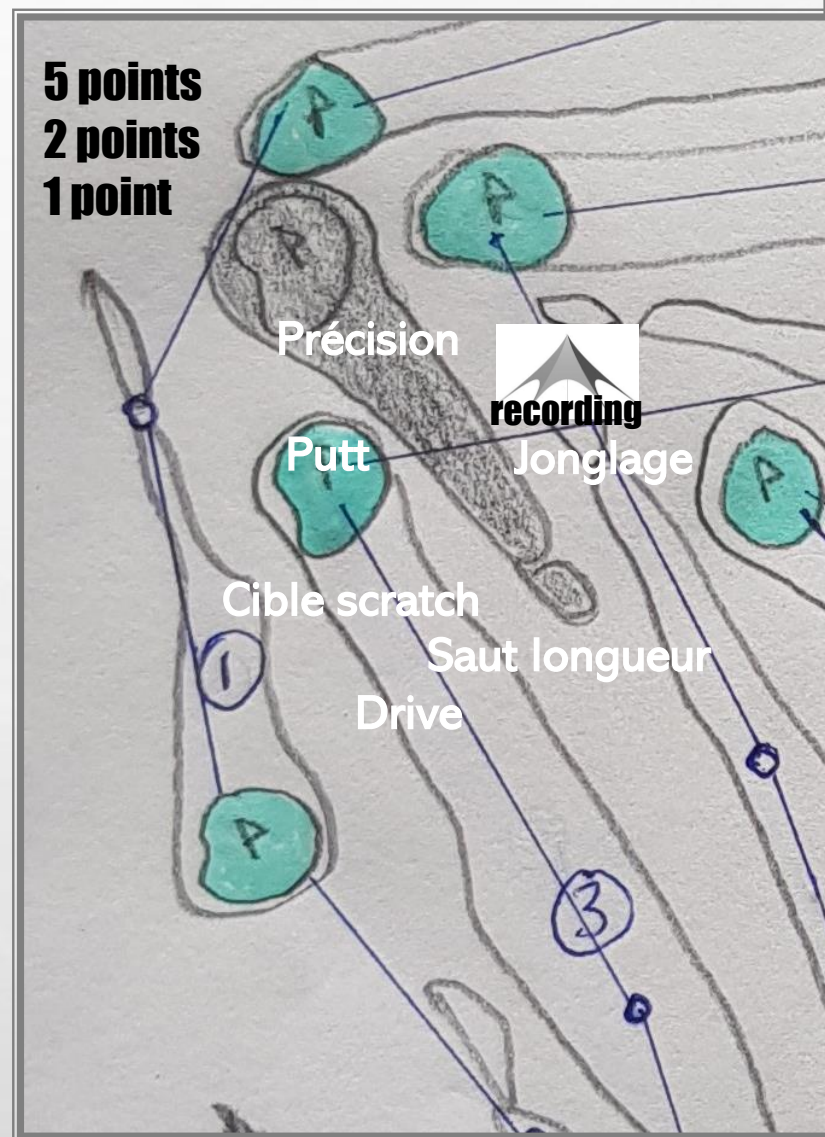 5 points
2 points
1 point
P
P
P
Précision
recording
Putt
Jonglage
P
Cible scratch
Saut longueur
1
Drive
P
3